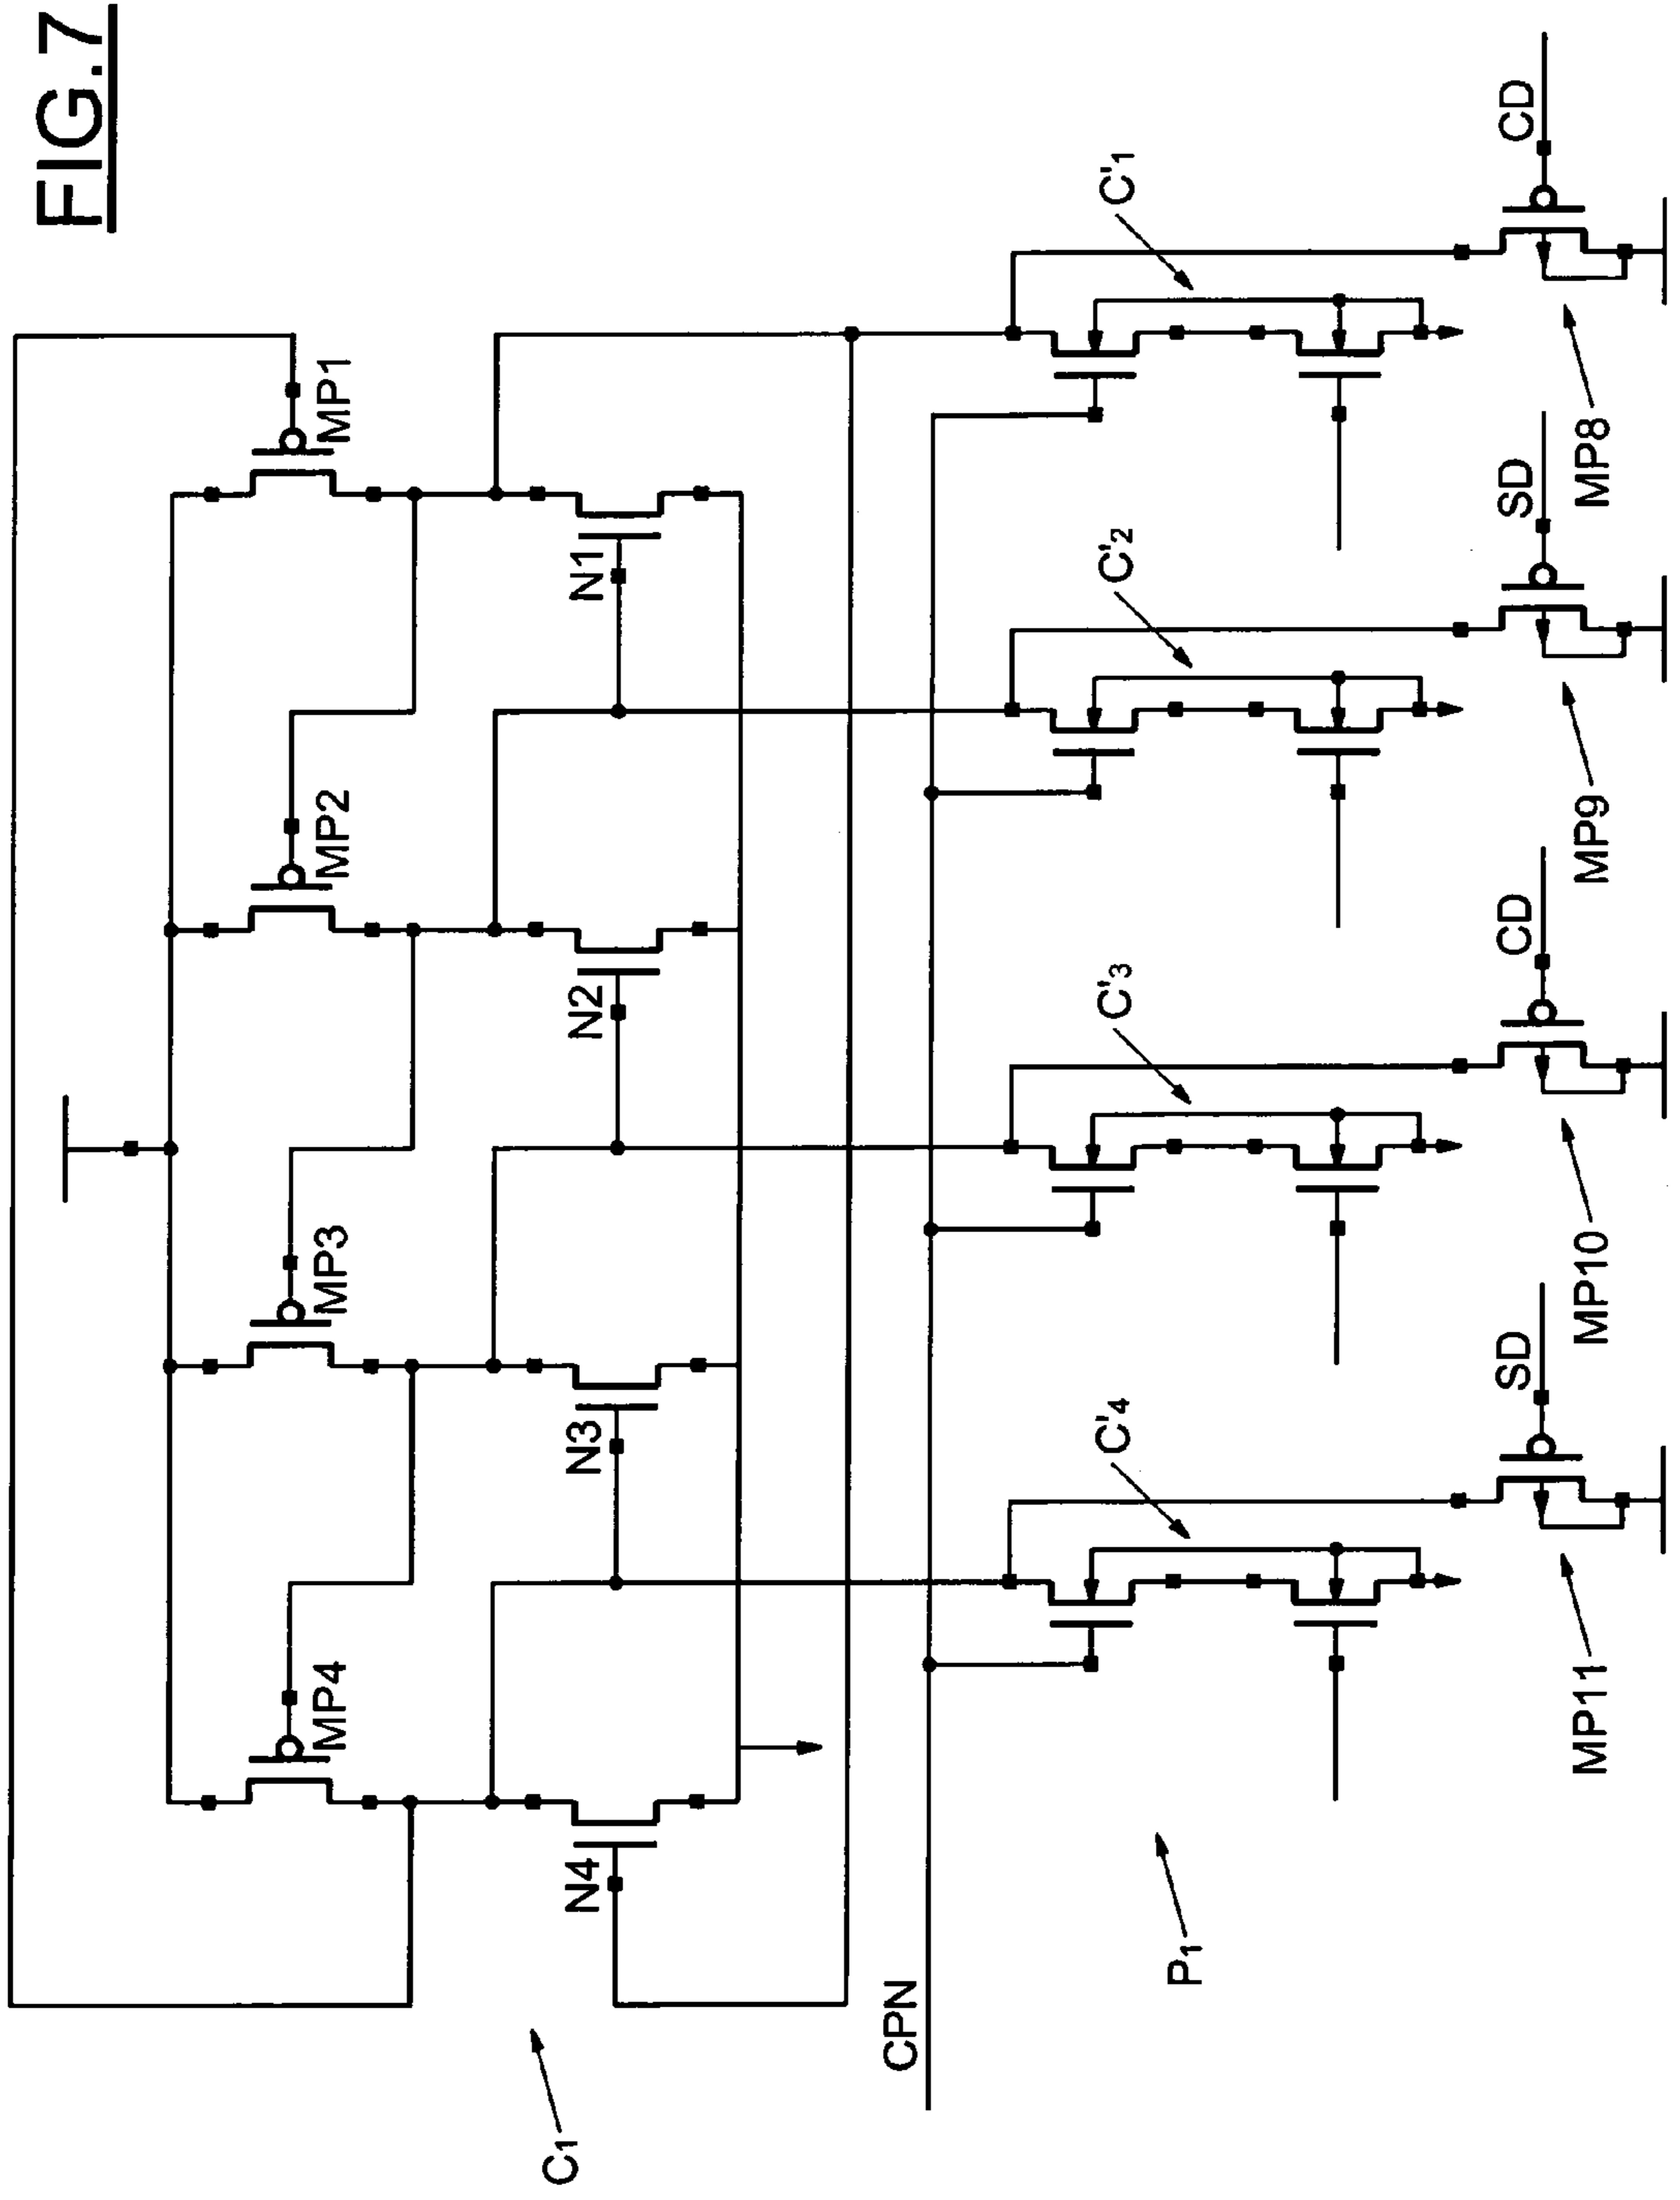 FIG.7
MP4
MP3
MP2
MP1
N4
N3
N2
N1
C1
CPN
P1
C'4
C'3
C'2
C'1
SD
CD
SD
CD
MP11
MP10
MP9
MP8